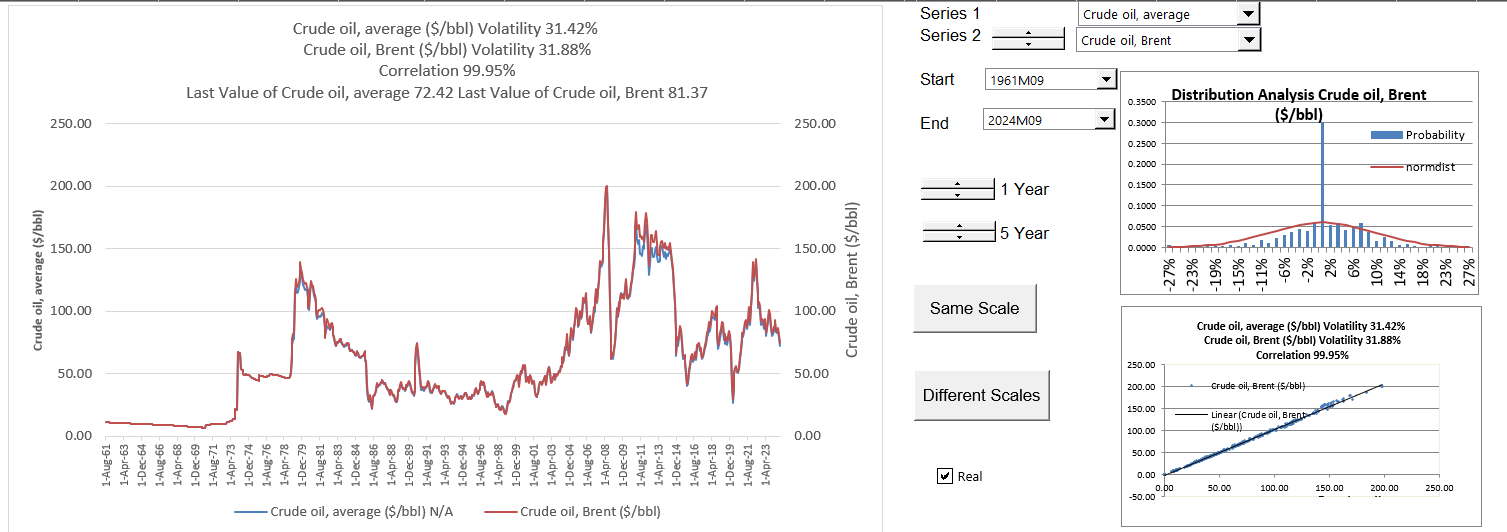 Crude oil, average ($/bbl) Volatility 31.42%
Crude oil, Brent ($/bbl) Volatility 31.88%
Correlation 99.95%
Last Value of Crude oil, average 72.42 Last Value of Crude oil, Brent 81.37
250.00
200.00
150.00
100.00
50.00
0.00
Crude oil, average ($/bbl)
250.00
200.00
150.00
100.00
50.00
0.00
Crude oil, Brent ($/bbl)
1-Aug-61
1-Apr-63
1-Dec-64
1-Aug-66
1-Apr-68
1-Dec-69
1-Aug-71
1-Apr-73
1-Dec-74
1-Aug-76
1-Apr-78
1-Dec-79
1-Aug-81
1-Apr-83
1-Dec-84
1-Aug-86
1-Apr-88
1-Dec-89
1-Aug-91
1-Apr-93
1-Dec-94
1-Aug-96
1-Apr-98
1-Dec-99
1-Aug-01
1-Apr-03
1-Dec-04
1-Aug-06
1-Apr-08
1-Dec-09
1-Aug-11
1-Apr-13
1-Dec-14
1-Aug-16
1-Apr-18
1-Dec-19
1-Aug-21
1-Apr-23
Crude oil, average ($/bbl) N/A
Crude oil, Brent ($/bbl)
Series 1
Crude oil, average
Series 2
Crude oil, Brent
Start
1961M09
End
2024M09
1 Year
5 Year
Same Scale
Different Scales
Real
Distribution Analysis Crude oil, Brent
($/bbl)
0.3500
0.3000
0.2500
0.2000
0.1500
0.1000
0.0500
0.0000
Probability
normdist
-27%
-23%
-19%
-15%
-11%
-6%
-2%
2%
6%
10%
14%
18%
23%
27%
Crude oil, average ($/bbl) Volatility 31.42%
Crude oil, Brent ($/bbl) Volatility 31.88%
Correlation 99.95%
250.00
200.00
150.00
100.00
50.00
0.00
-50.00
Crude oil, Brent ($/bbl)
Linear (Crude oil, Brent
($/bbl))
0.00
50.00
100.00
150.00
200.00
250.00